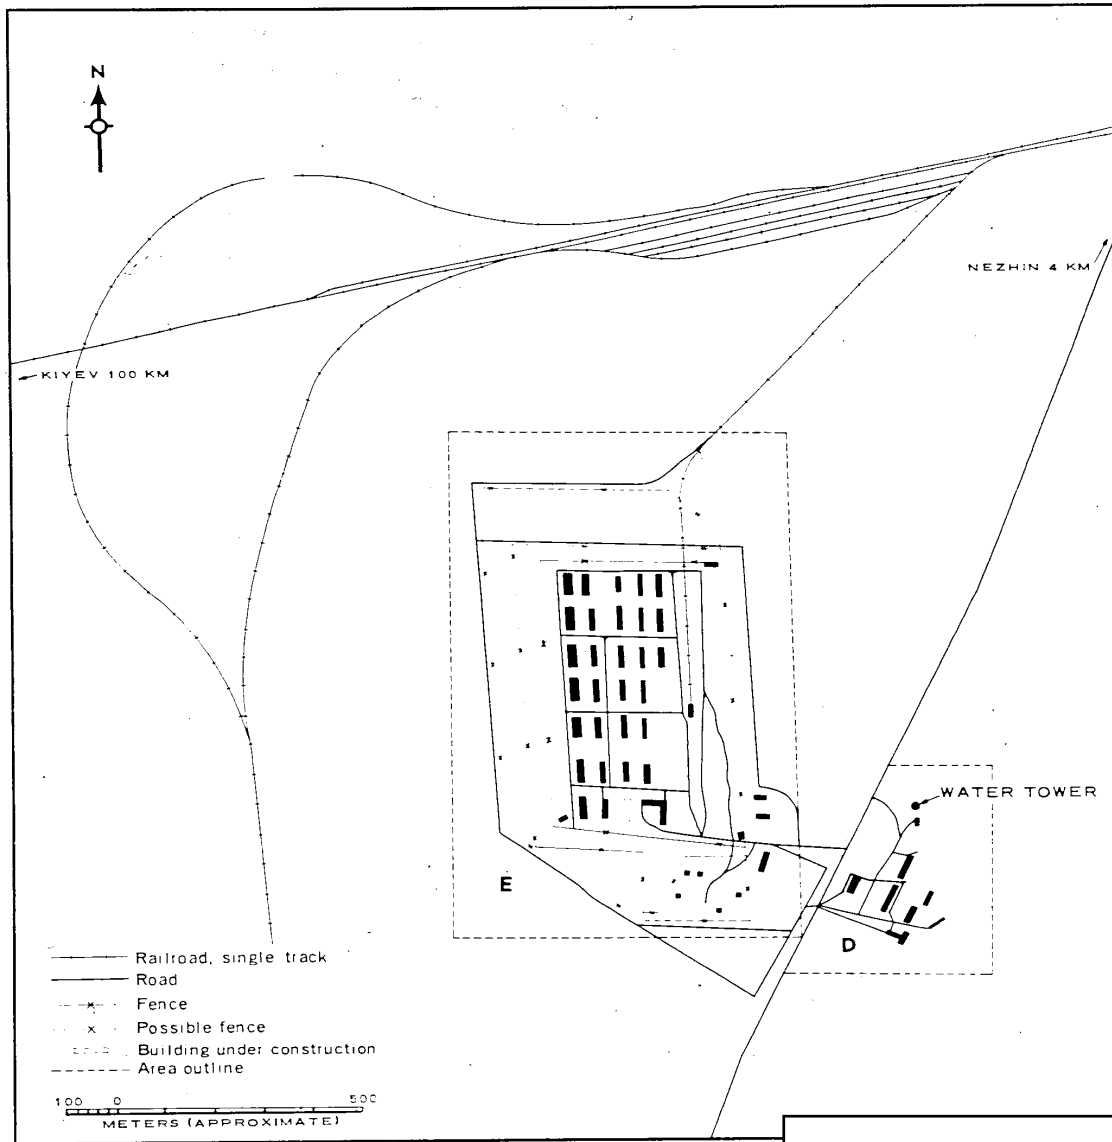 N
NEZHIN 4 KM
KIYEV 100 KM
WATER TOWER
E
D
Railroad, single track
Road
Fence
Possible fence
Building under construction
Area outline
100 0 500
METERS (APPROXIMATE)